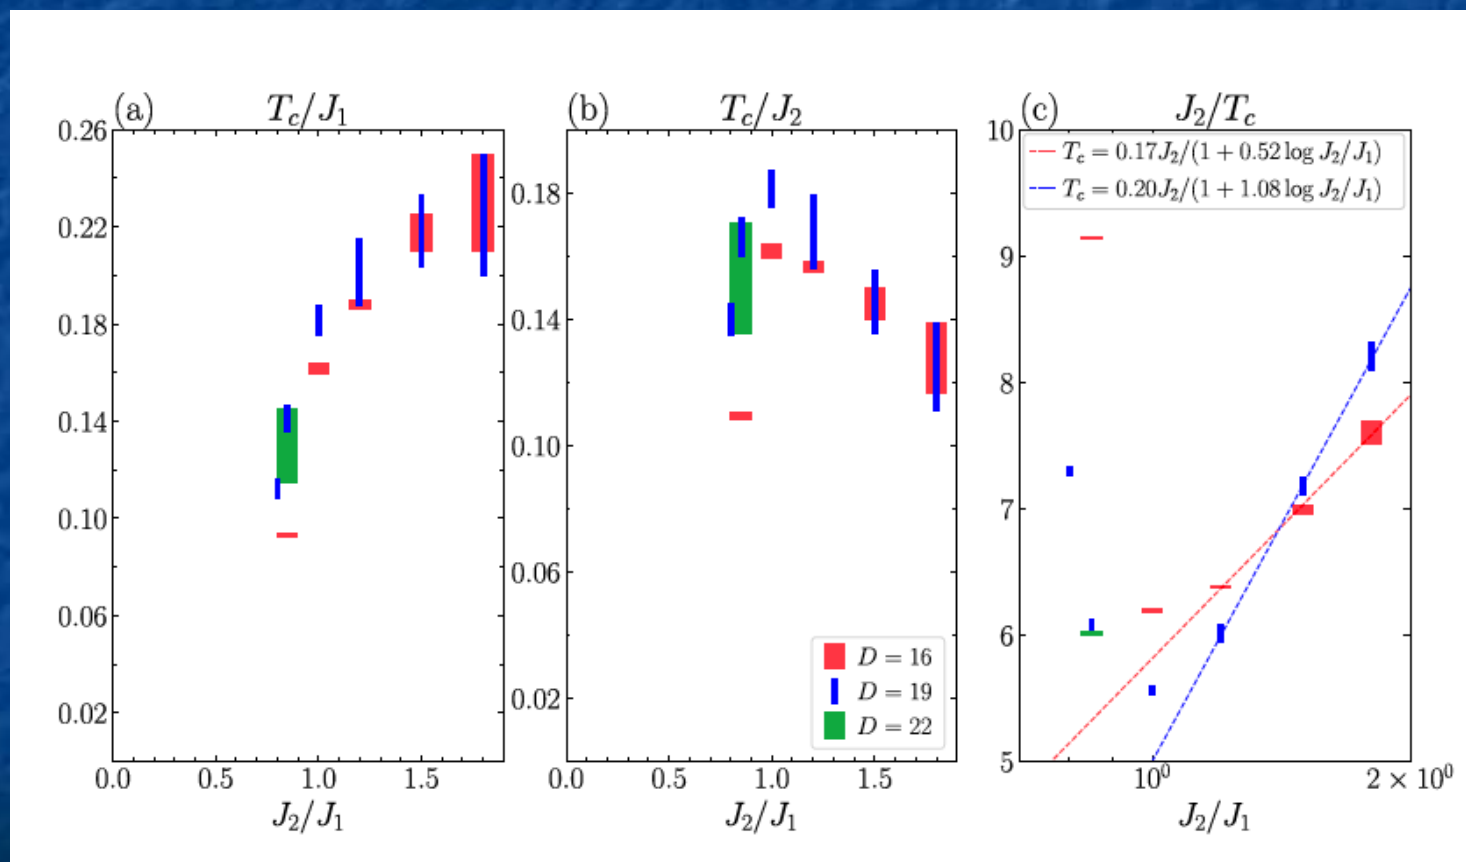 (a) T_c/J_1
0.26
0.22
0.18
0.14
0.10
0.06
0.02
0.0 0.5 1.0 1.5
J_2/J_1
(b) T_c/J_2
0.18
0.14
0.10
0.06
0.02
D = 16
D = 19
D = 22
0.0 0.5 1.0 1.5
J_2/J_1
(c) J_2/T_c
10
9
8
7
6
5
T_c = 0.17J_2/(1 + 0.52 log J_2/J_1)
T_c = 0.20J_2/(1 + 1.08 log J_2/J_1)
10^0 2 × 10^0
J_2/J_1